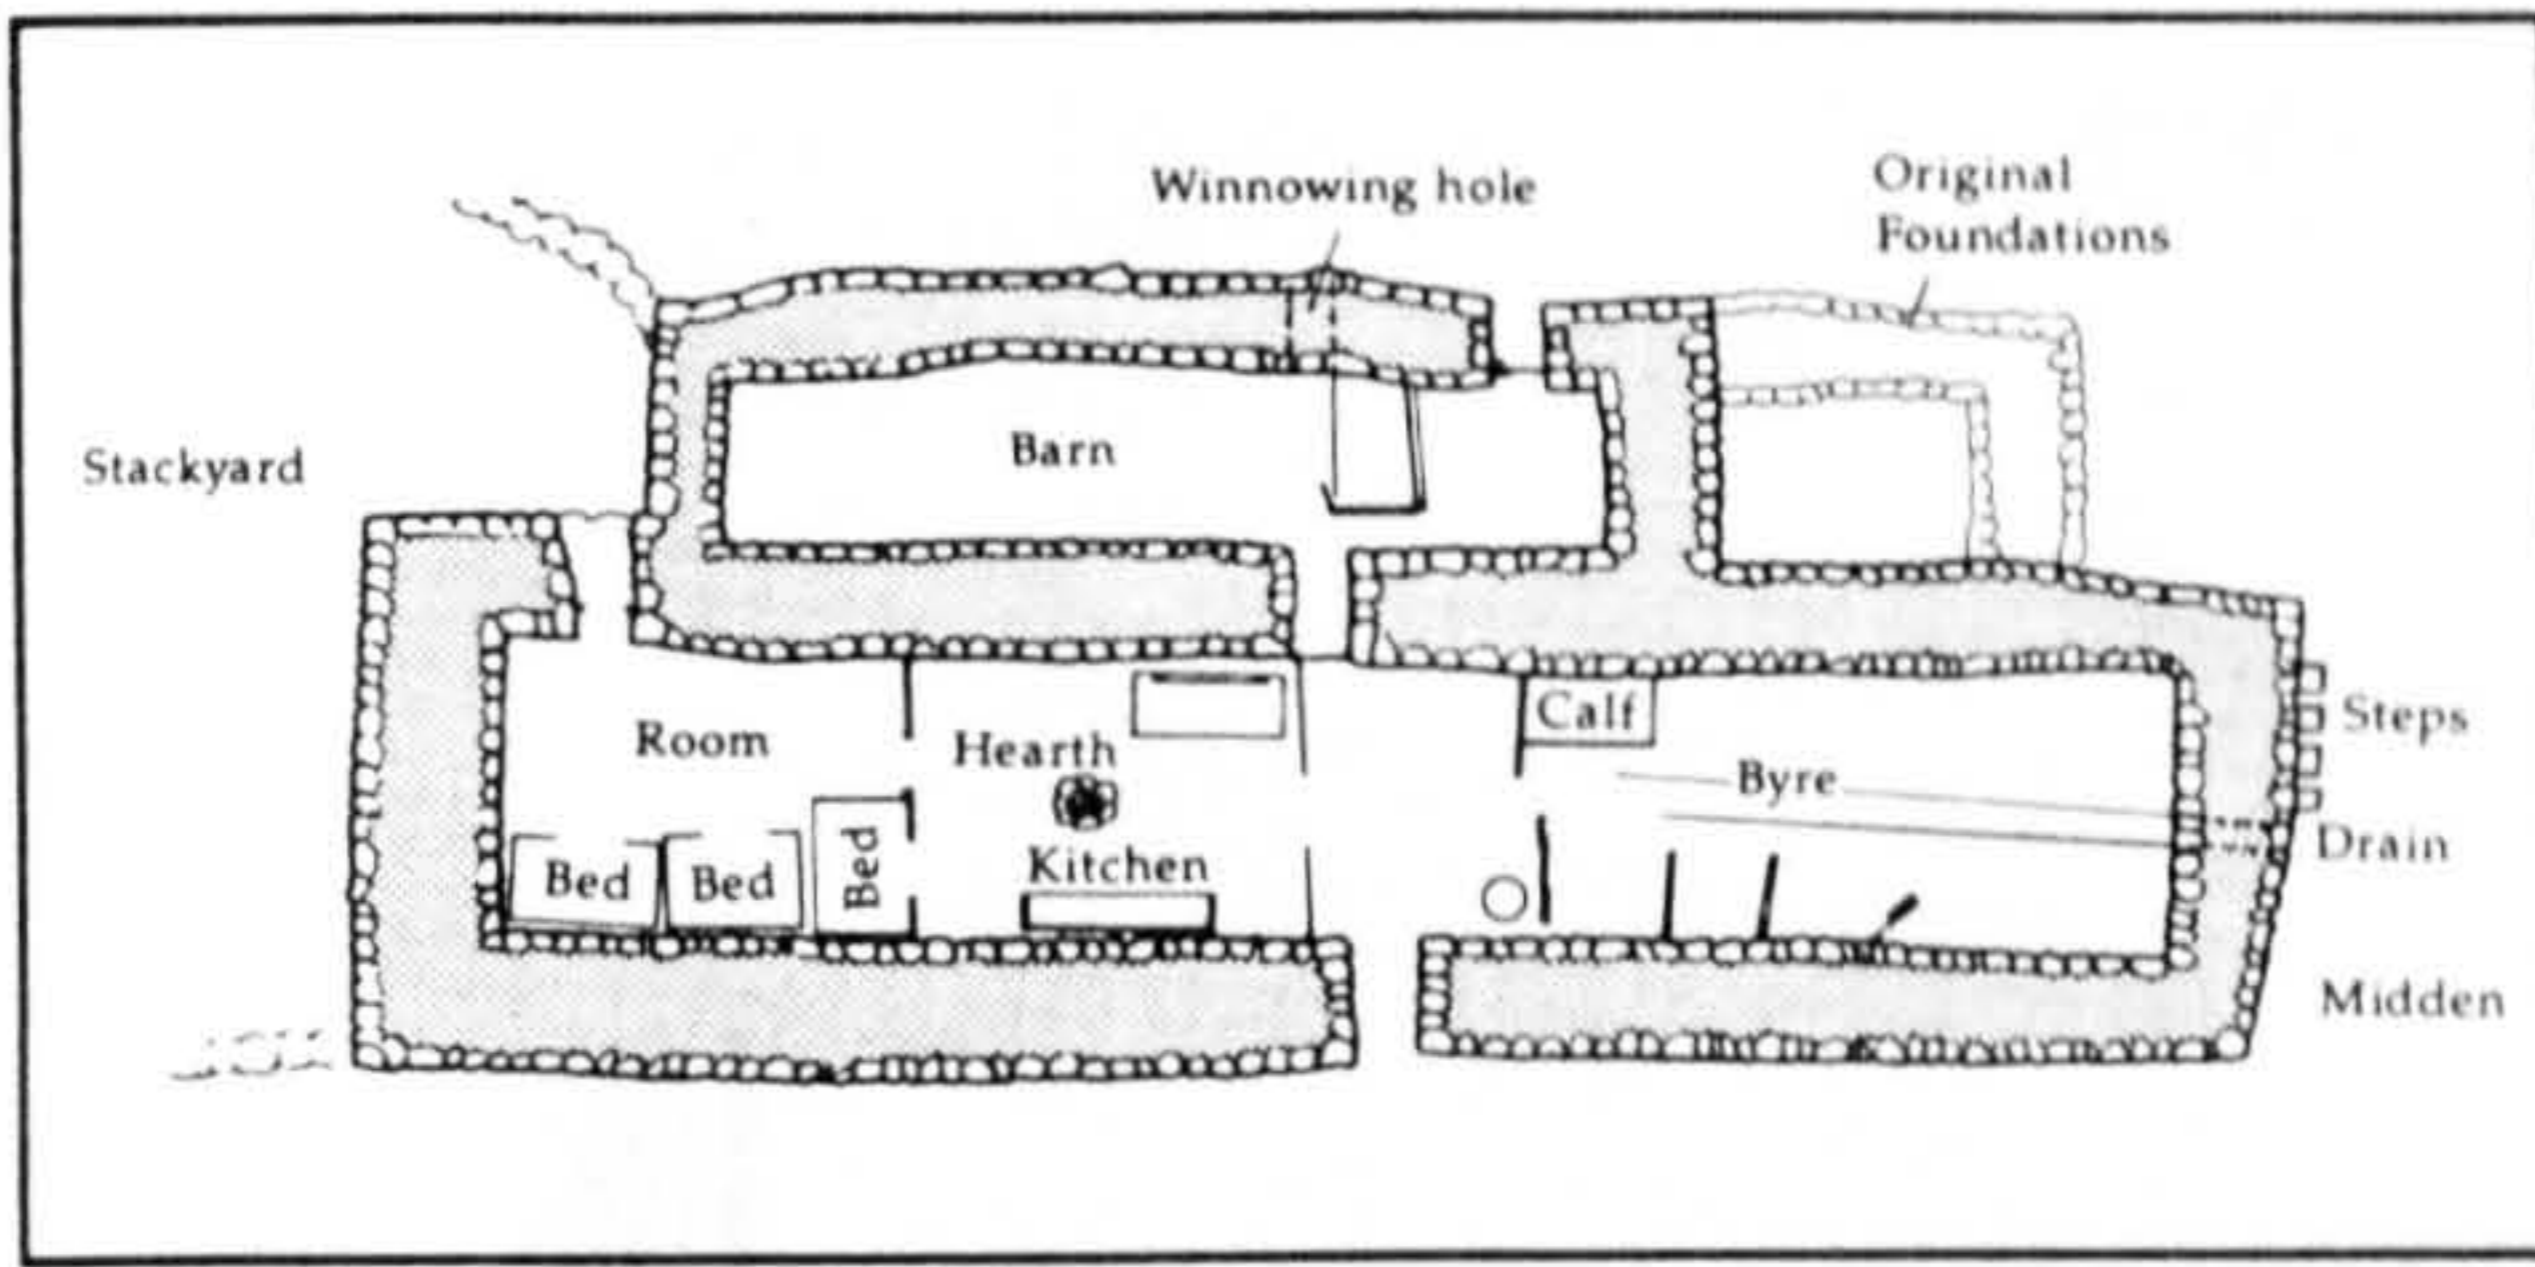 Winnowing hole
Original
Foundations
Stackyard
Barn
Room
Hearth
Calf
Steps
Byre
Drain
Bed
Bed
Bed
Kitchen
Midden